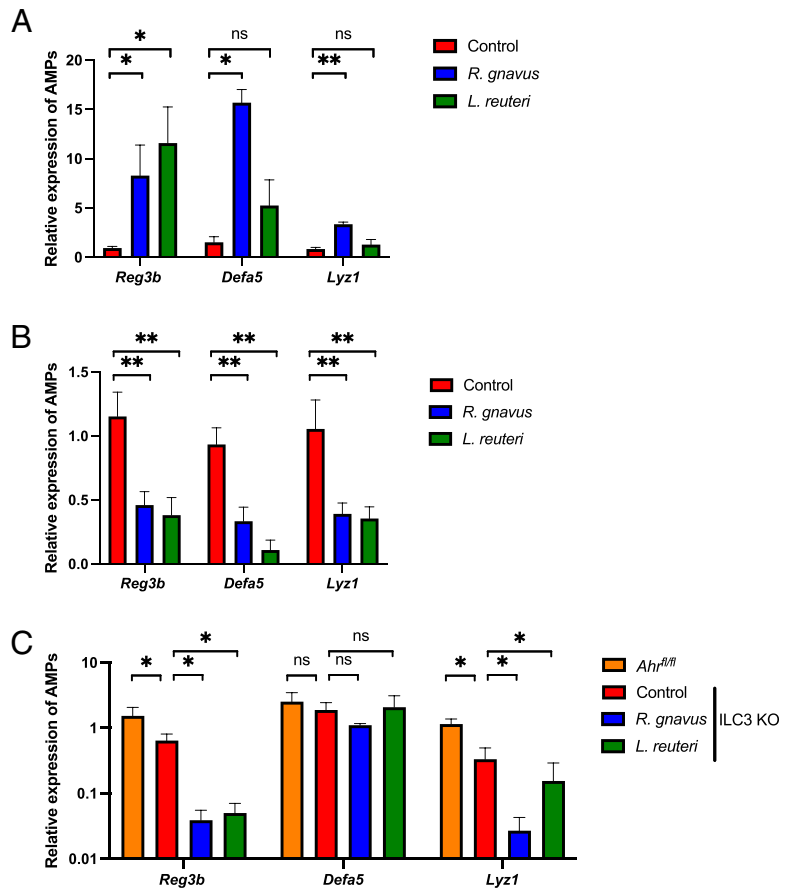 A
Relative expression of AMPs
20
15
10
5
0
* * * ns ** ns
Reg3b Defa5 Lyz1
Control
R. gnavus
L. reuteri
B
Relative expression of AMPs
1.5
1.0
0.5
0.0
** ** ** ** ** **
Reg3b Defa5 Lyz1
Control
R. gnavus
L. reuteri
C
Relative expression of AMPs
10
1
0.1
0.01
* * * ns ns ns * * *
Reg3b Defa5 Lyz1
Ahrfl/fl
Control
R. gnavus
L. reuteri
ILC3 KO